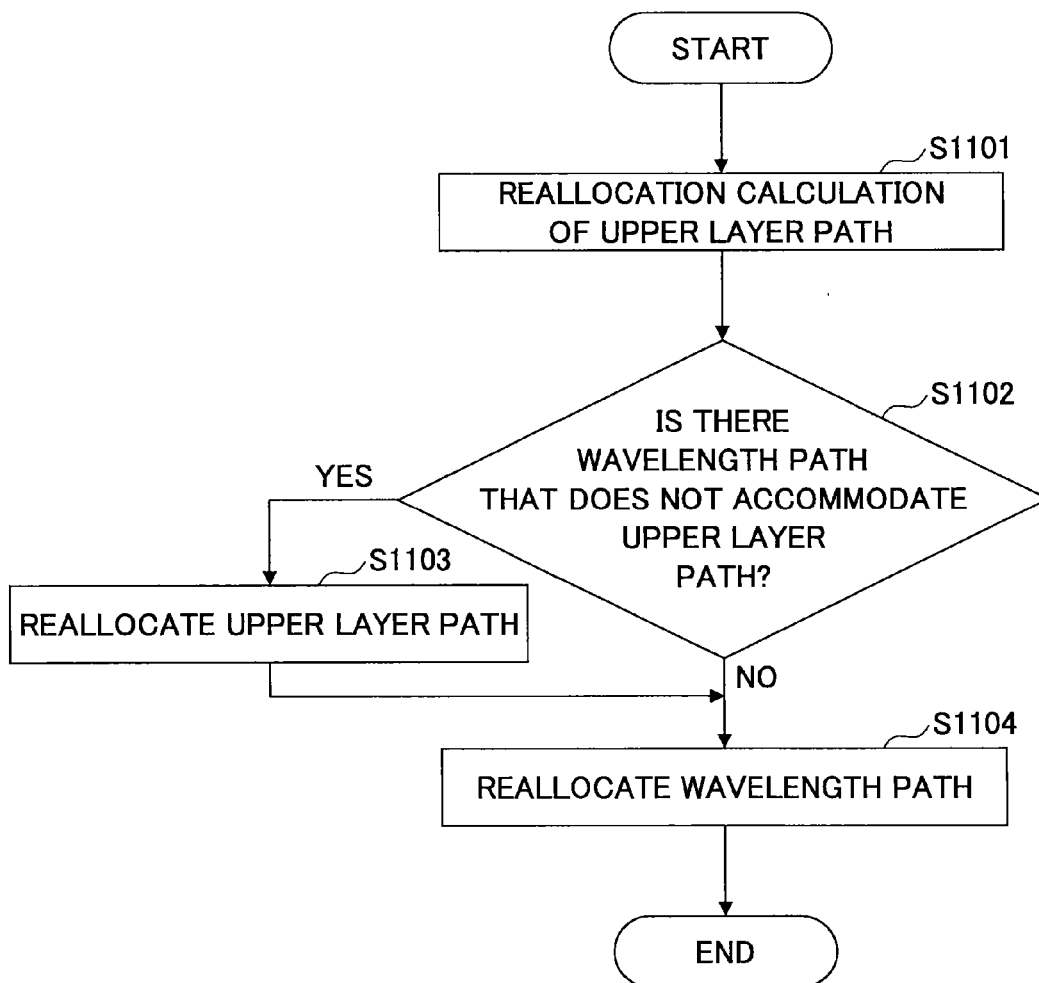 START
S1101
REALLOCATION CALCULATION
OF UPPER LAYER PATH
S1102
IS THERE
WAVELENGTH PATH
THAT DOES NOT ACCOMMODATE
UPPER LAYER
PATH?
YES
S1103
REALLOCATE UPPER LAYER PATH
NO
S1104
REALLOCATE WAVELENGTH PATH
END